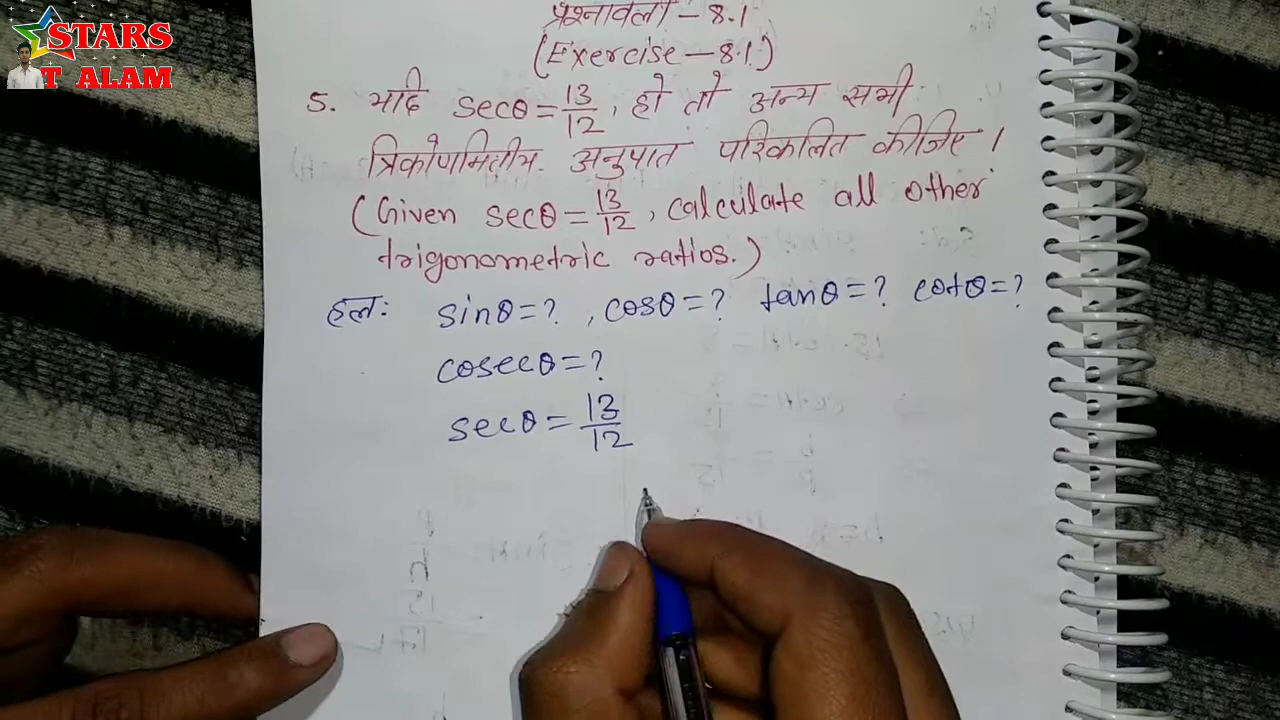 STARS
T ALAM
प्रश्नावली - 8.1
(Exercise - 8.1)
5. यदि secθ = 13/12, हो तो अन्य सभी
त्रिकोणमितीय अनुपात परिकलित कीजिए।
(Given secθ = 13/12, calculate all other
trigonometric ratios.)
हल: sinθ = ?, cosθ = ? tanθ = ? cotθ = ?
cosecθ = ?
secθ = 13/12